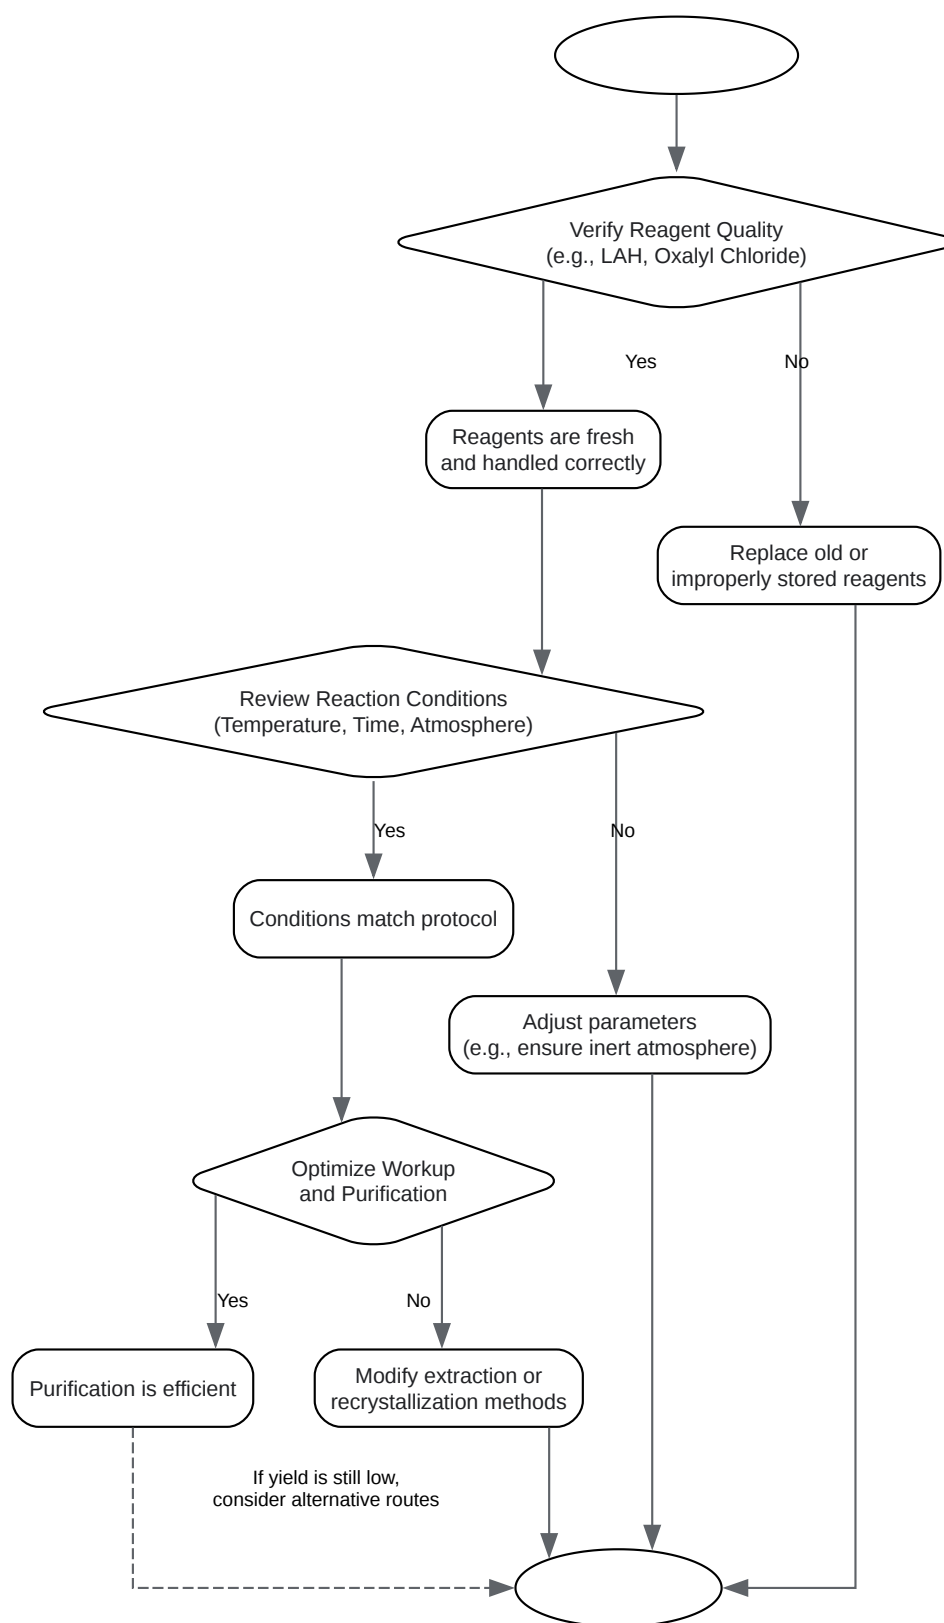 Verify Reagent Quality
(e.g., LAH, Oxalyl Chloride)
Yes
No
Reagents are fresh
and handled correctly
Replace old or
improperly stored reagents
Review Reaction Conditions
(Temperature, Time, Atmosphere)
Yes
No
Conditions match protocol
Adjust parameters
(e.g., ensure inert atmosphere)
Optimize Workup
and Purification
Yes
No
Purification is efficient
Modify extraction or
recrystallization methods
If yield is still low,
consider alternative routes